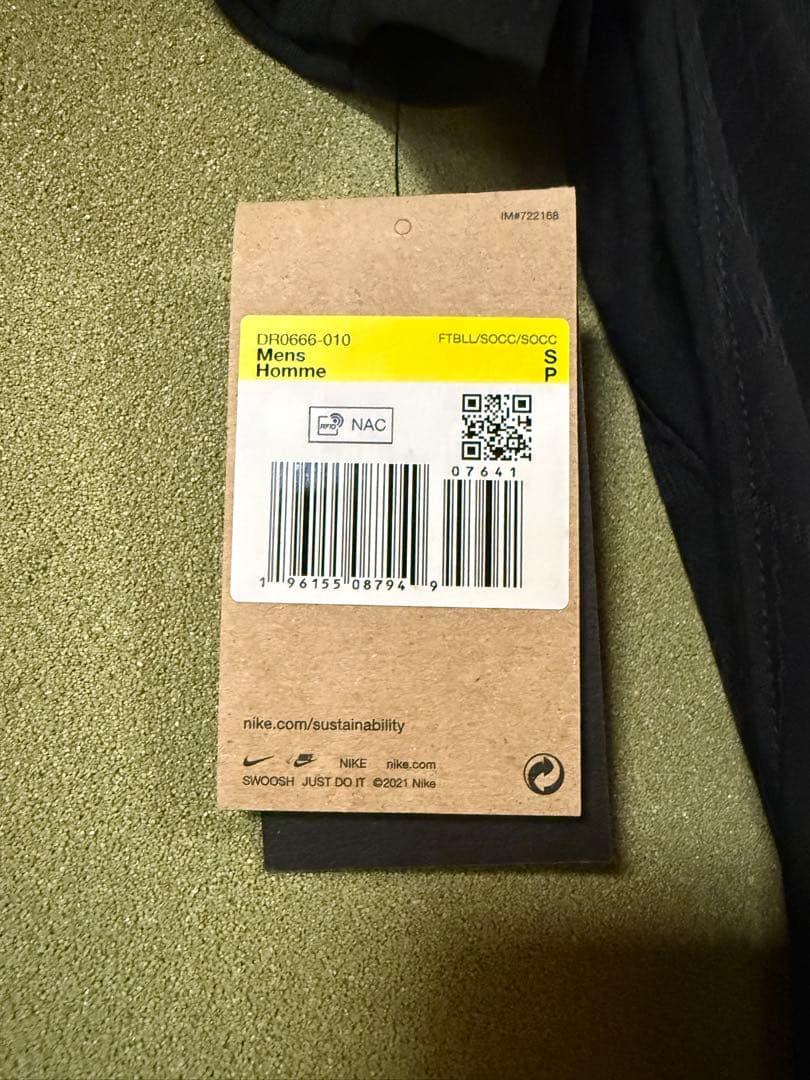 IM#722168
DR0666-010 FTBLL/SOCC/SOCC
Mens S
Homme P
RFID NAC
07641
1 96155 08794 9
nike.com/sustainability
NIKE nike.com
SWOOSH JUST DO IT ©2021 Nike